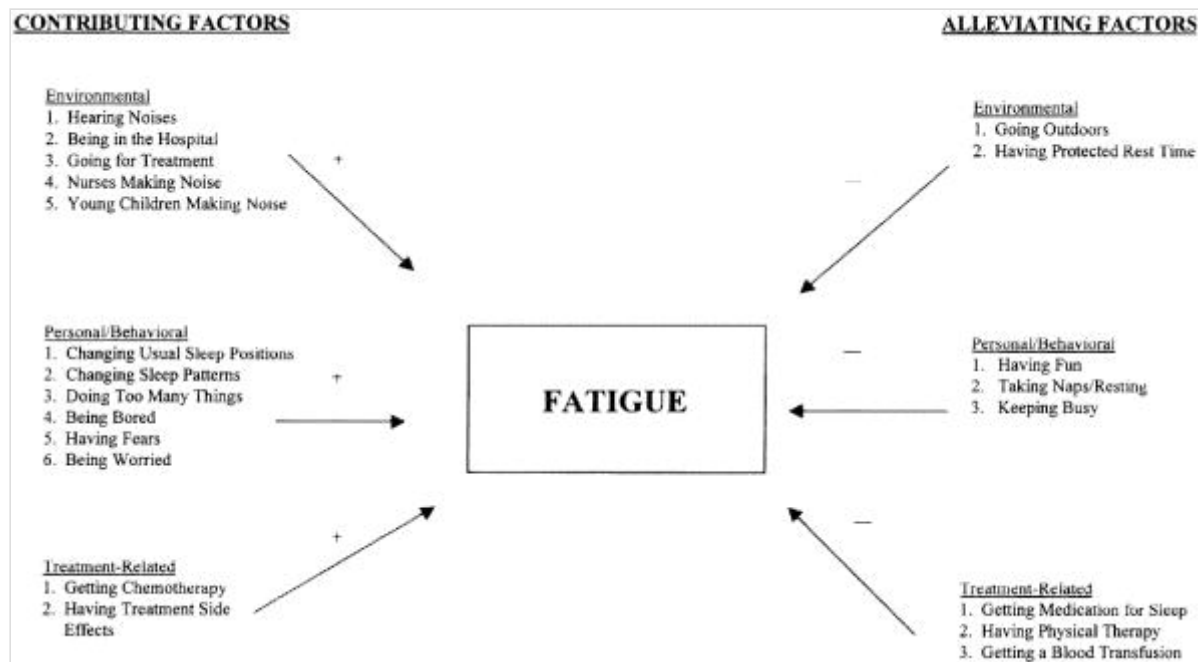 CONTRIBUTING FACTORS
Environmental
1. Hearing Noises
2. Being in the Hospital
3. Going for Treatment
4. Nurses Making Noise
5. Young Children Making Noise
+
Personal/Behavioral
1. Changing Usual Sleep Positions
2. Changing Sleep Patterns
3. Doing Too Many Things
4. Being Bored
5. Having Fears
6. Being Worried
+
Treatment-Related
1. Getting Chemotherapy
2. Having Treatment Side
Effects
+
FATIGUE
ALLEVIATING FACTORS
Environmental
1. Going Outdoors
2. Having Protected Rest Time
—
Personal/Behavioral
1. Having Fun
2. Taking Naps/Resting
3. Keeping Busy
—
Treatment-Related
1. Getting Medication for Sleep
2. Having Physical Therapy
3. Getting a Blood Transfusion
—